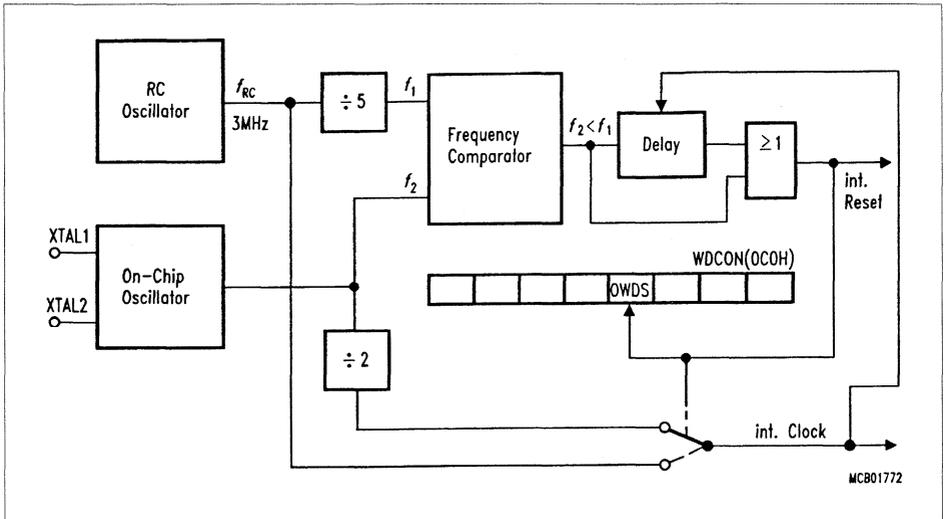 RC
Oscillator
fRC
3MHz
÷ 5
f1
f2
Frequency
Comparator
f2<f1
Delay
≥1
int.
Reset
XTAL1
XTAL2
On-Chip
Oscillator
÷ 2
WDCON(0C0H)
OWDS
int. Clock
MCB01772